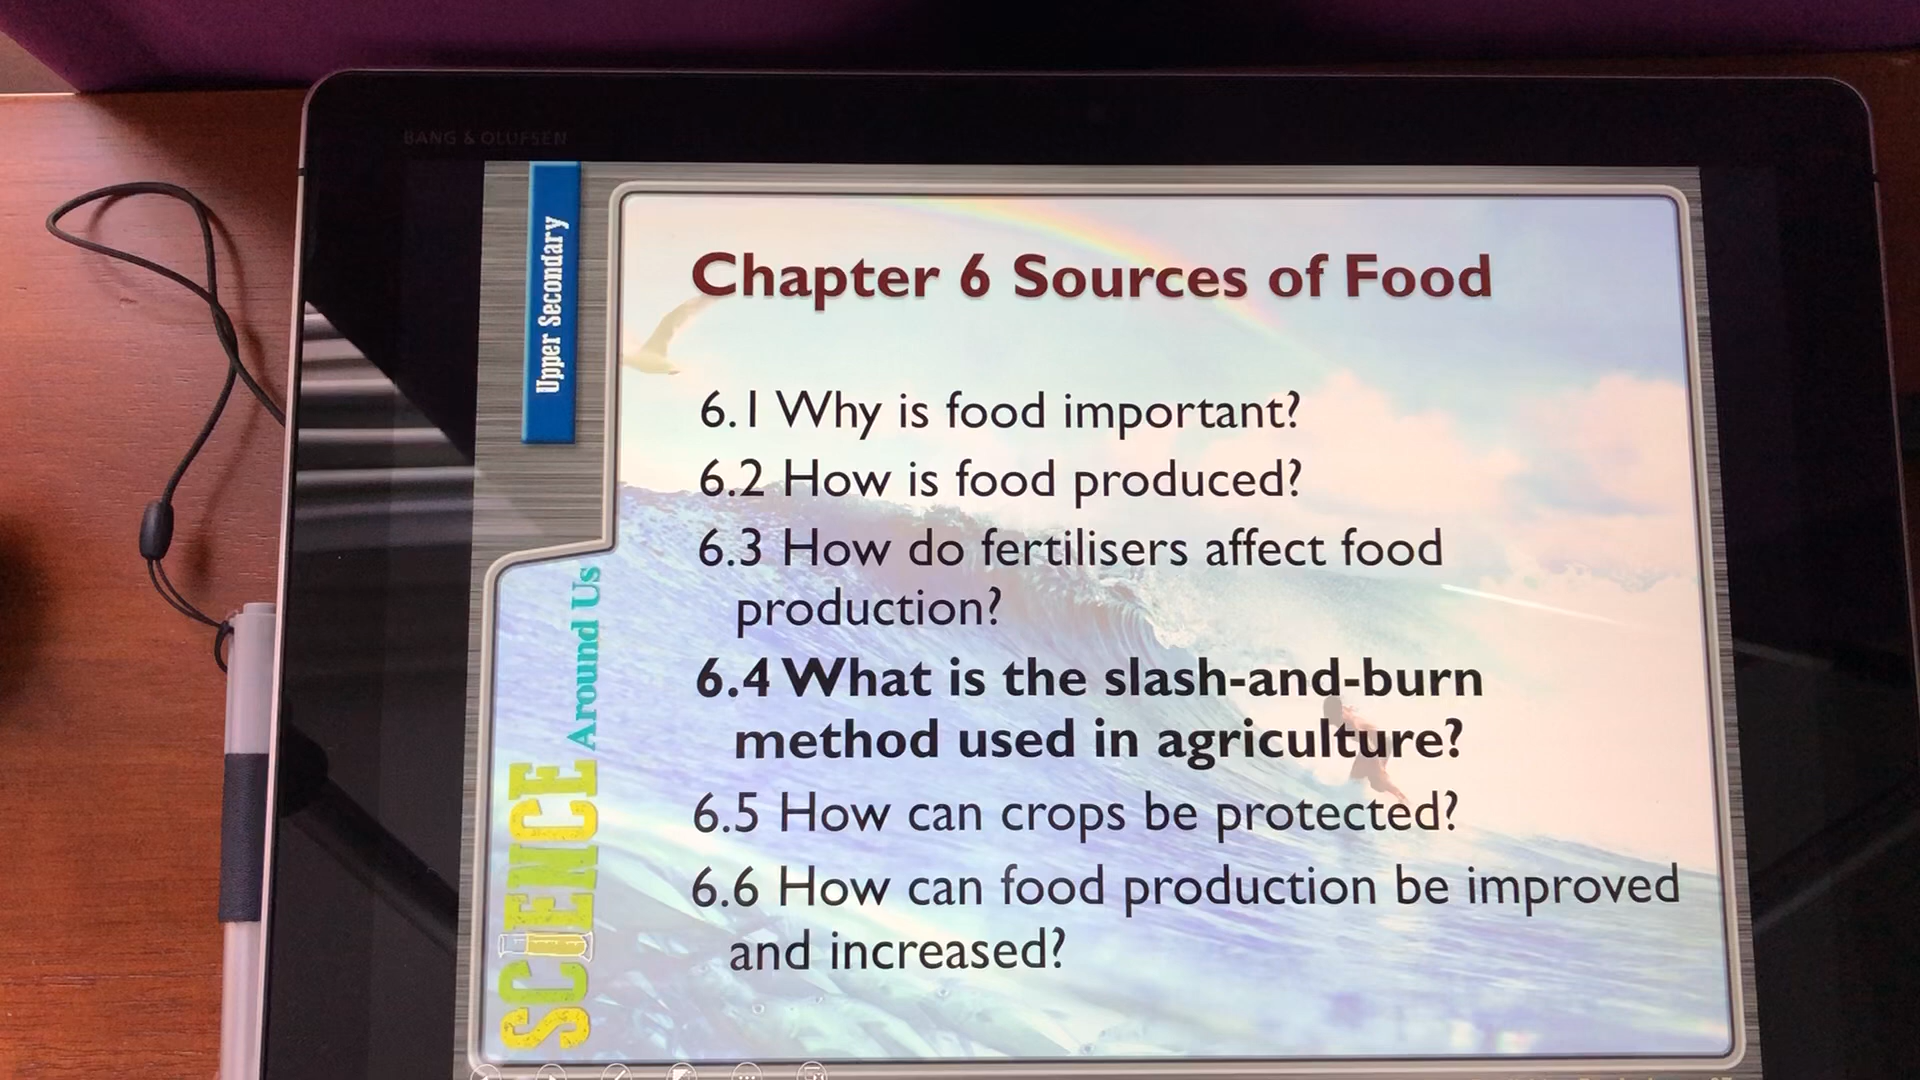 BANG & OLUFSEN
Upper Secondary
Chapter 6 Sources of Food
6.1 Why is food important?
6.2 How is food produced?
6.3 How do fertilisers affect food
production?
6.4 What is the slash-and-burn
method used in agriculture?
6.5 How can crops be protected?
6.6 How can food production be improved
and increased?
SCIENCE Around Us